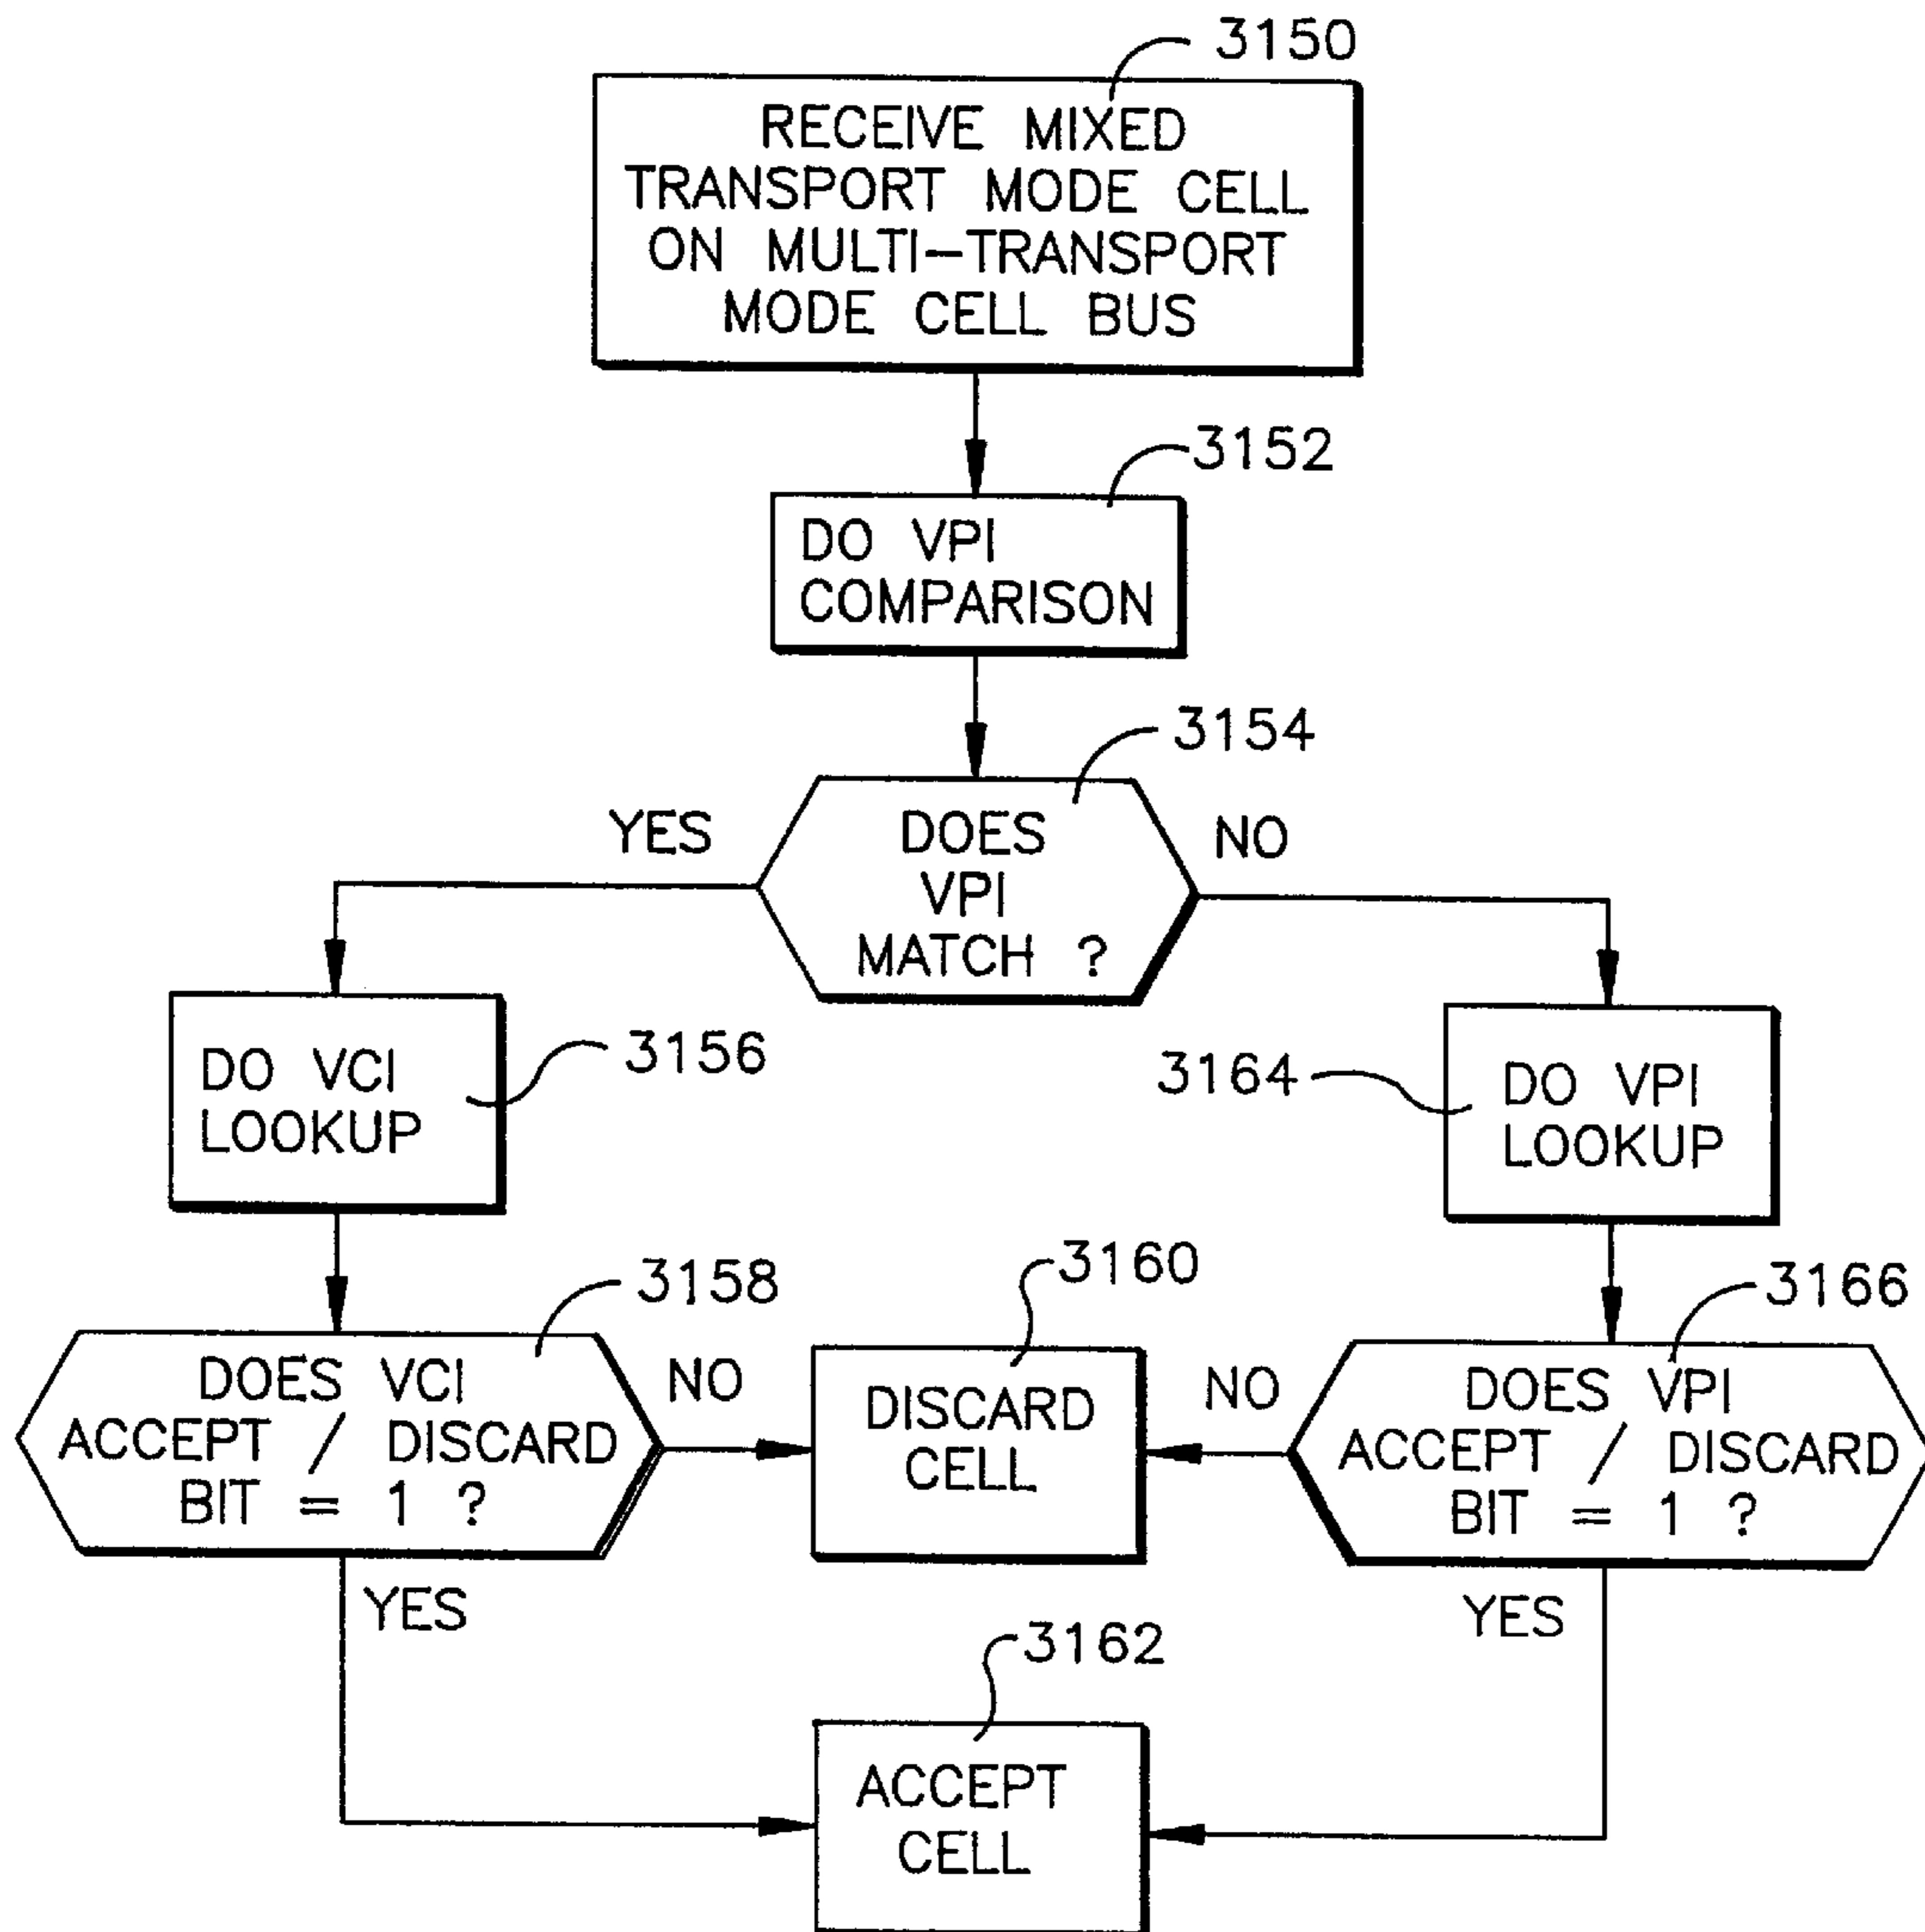 3150
RECEIVE MIXED
TRANSPORT MODE CELL
ON MULTI-TRANSPORT
MODE CELL BUS
3152
DO VPI
COMPARISON
3154
YES
DOES
VPI
MATCH ?
NO
DO VCI
LOOKUP
3156
3164
DO VPI
LOOKUP
3158
DOES VCI
ACCEPT / DISCARD
BIT = 1 ?
NO
YES
3160
DISCARD
CELL
3166
NO
DOES VPI
ACCEPT / DISCARD
BIT = 1 ?
YES
3162
ACCEPT
CELL